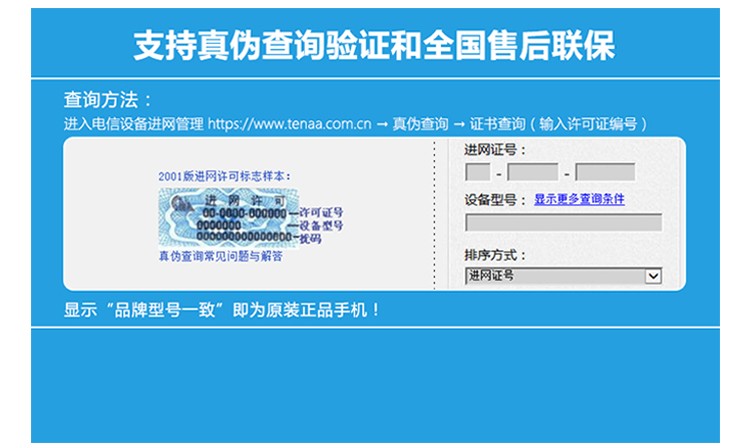 支持真伪查询验证和全国售后联保
查询方法：
进入电信设备进网管理 https://www.tenaa.com.cn → 真伪查询 → 证书查询（输入许可证编号）
2001版进网许可标志样本：
进 网 许 可
00-0000-000000
许可证号
0000000
设备型号
000000000000000
扰码
真伪查询常见问题与解答
进网证号：
- -
设备型号： 显示更多查询条件
排序方式：
进网证号
显示“品牌型号一致”即为原装正品手机！